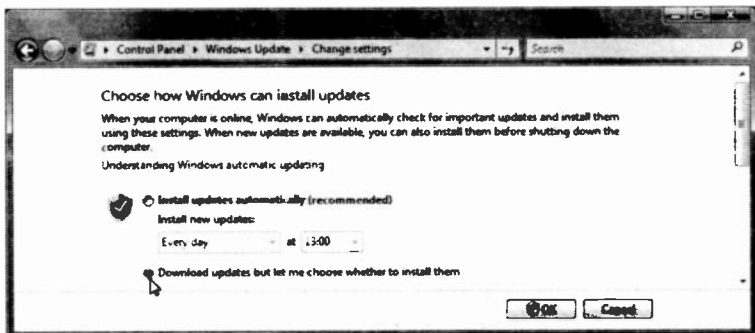 Control Panel Windows Update Change settings Search
Choose how Windows can install updates
When your computer is online, Windows can automatically check for important updates and install them
using these settings. When new updates are available, you can also install them before shutting down the
computer.
Understanding Windows automatic updating
Install updates automatically (recommended)
Install new updates:
Every day at
Download updates but let me choose whether to install them
OK Cancel